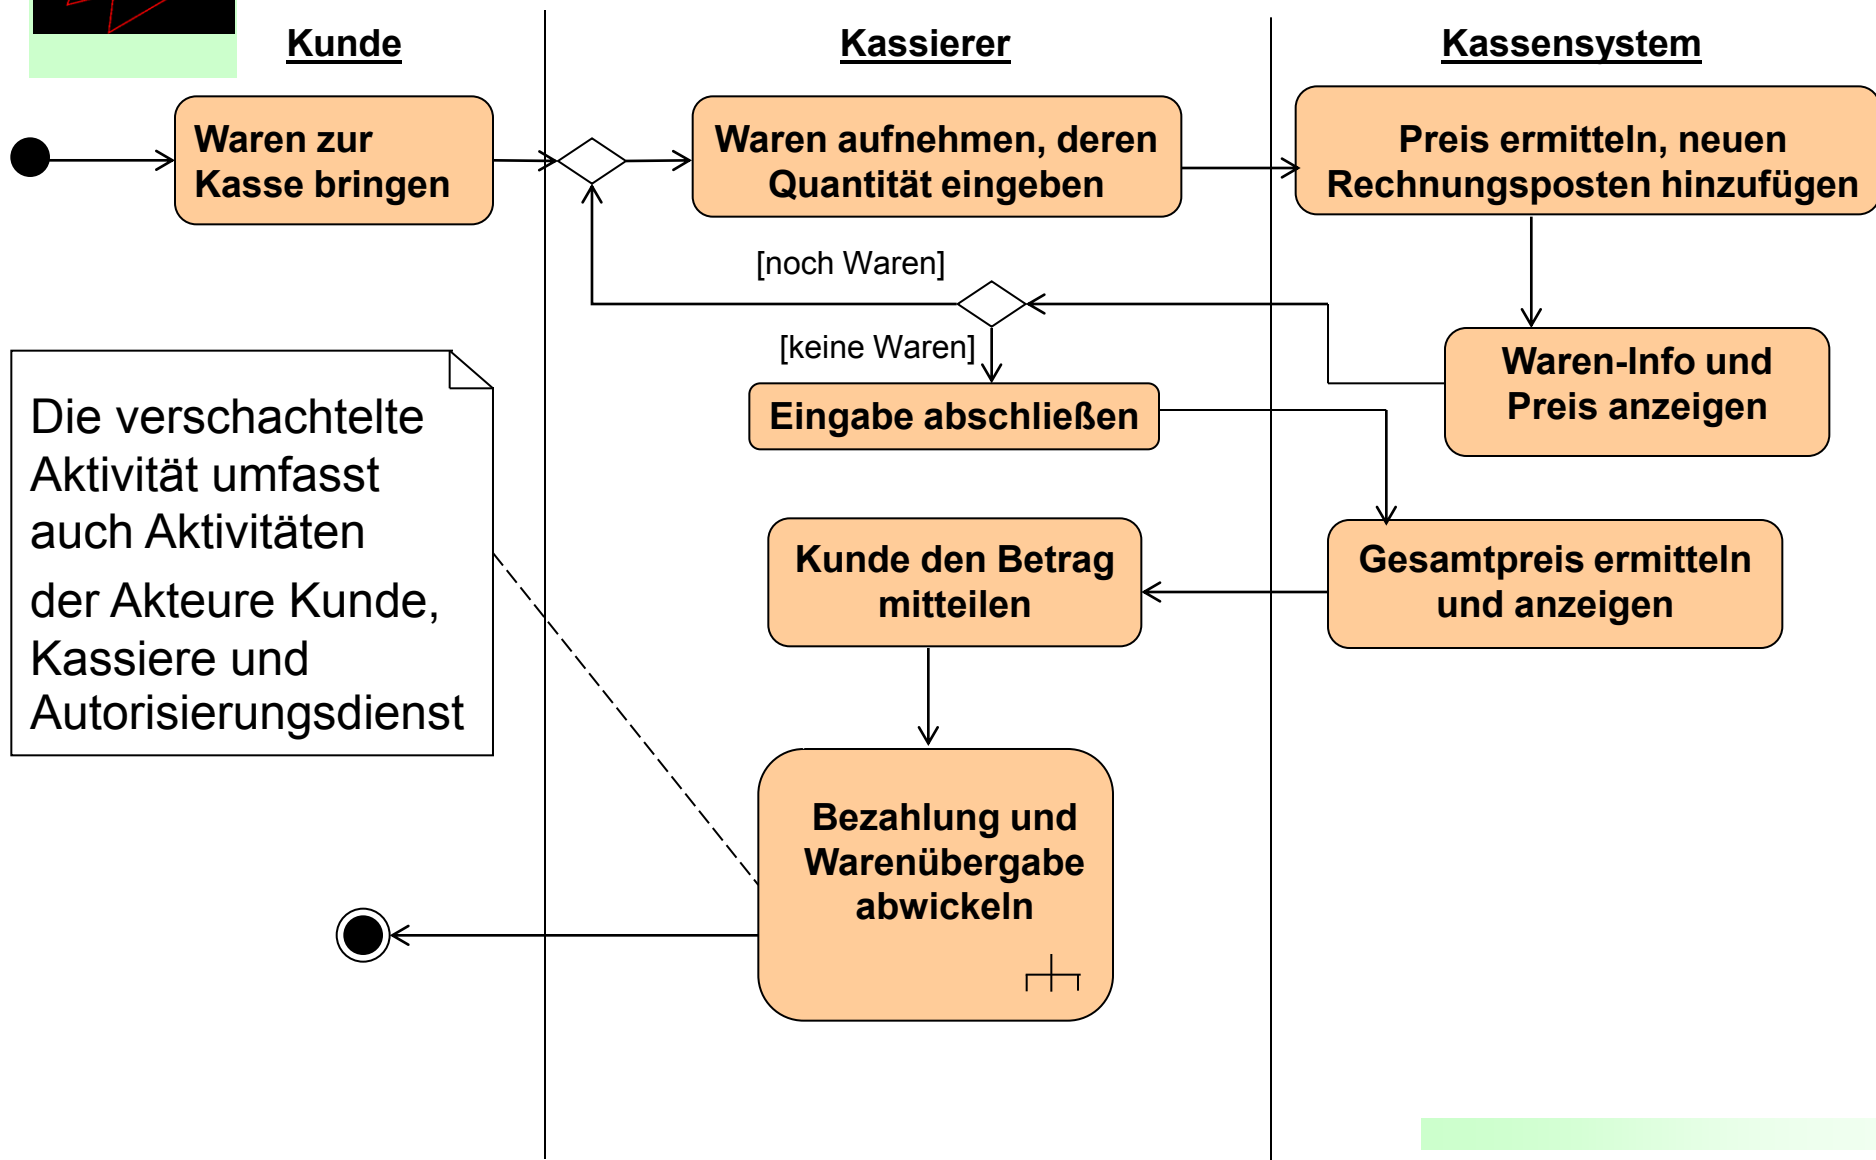 Kunde
Kassierer
Kassensystem
Waren zur
Kasse bringen
Waren aufnehmen, deren
Quantität eingeben
Preis ermitteln, neuen
Rechnungsposten hinzufügen
[noch Waren]
[keine Waren]
Waren-Info und
Preis anzeigen
Eingabe abschließen
Die verschachtelte
Aktivität umfasst
auch Aktivitäten
der Akteure Kunde,
Kassiere und
Autorisierungsdienst
Kunde den Betrag
mitteilen
Gesamtpreis ermitteln
und anzeigen
Bezahlung und
Warenübergabe
abwickeln